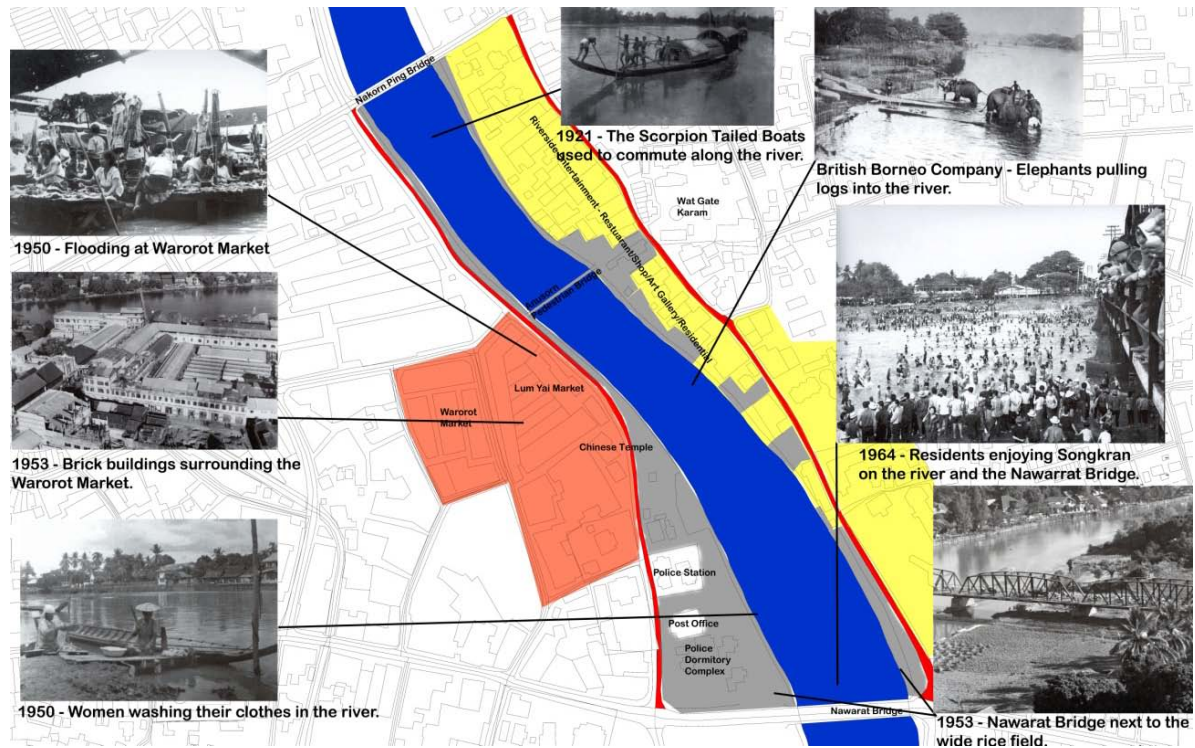 Nakorn Ping Bridge
1921 - The Scorpion Tailed Boats
used to commute along the river.
British Borneo Company - Elephants pulling
logs into the river.
Riverside Entertainment - Restuarant/Shop/Art Gallery/Residential
Wat Gate
Karam
1950 - Flooding at Warorot Market
Pedestrian Bridge
Lum Yai Market
Warorot
Market
Chinese Temple
1953 - Brick buildings surrounding the
Warorot Market.
1964 - Residents enjoying Songkran
on the river and the Nawarrat Bridge.
Police Station
Post Office
Police
Dormitory
Complex
1950 - Women washing their clothes in the river.
Nawarat Bridge
1953 - Nawarat Bridge next to the
wide rice field.